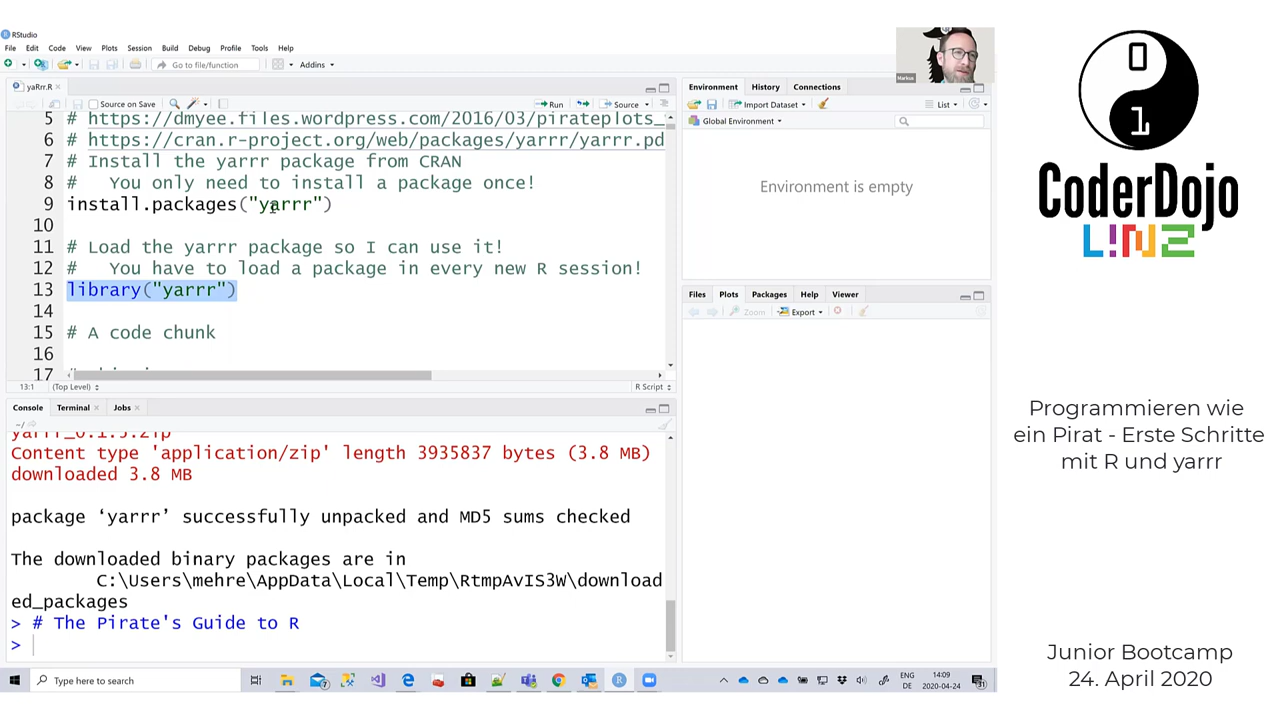 RStudio
File Edit Code View Plots Session Build Debug Profile Tools Help
Go to file/function Addins
yaRrr.R
Source on Save Run Source
5 # https://dmyee.files.wordpress.com/2016/03/pirateplots_
6 # https://cran.r-project.org/web/packages/yarrr/yarrr.pd
7 # Install the yarrr package from CRAN
8 # You only need to install a package once!
9 install.packages("yarrr")
10
11 # Load the yarrr package so I can use it!
12 # You have to load a package in every new R session!
13 library("yarrr")
14
15 # A code chunk
16
17
13:1 (Top Level) R Script
Console Terminal Jobs
~/
yarrr_0.1.5.zip
Content type 'application/zip' length 3935837 bytes (3.8 MB)
downloaded 3.8 MB
package ‘yarrr’ successfully unpacked and MD5 sums checked
The downloaded binary packages are in
C:\Users\mehre\AppData\Local\Temp\RtmpAvIS3W\download
ed_packages
> # The Pirate's Guide to R
>
Markus
Environment History Connections
Import Dataset List
Global Environment
Environment is empty
Files Plots Packages Help Viewer
Zoom Export
Type here to search
ENG
DE
14:09
2020-04-24
31
0
1
CoderDojo
L!NZ
Programmieren wie
ein Pirat - Erste Schritte
mit R und yarrr
Junior Bootcamp
24. April 2020